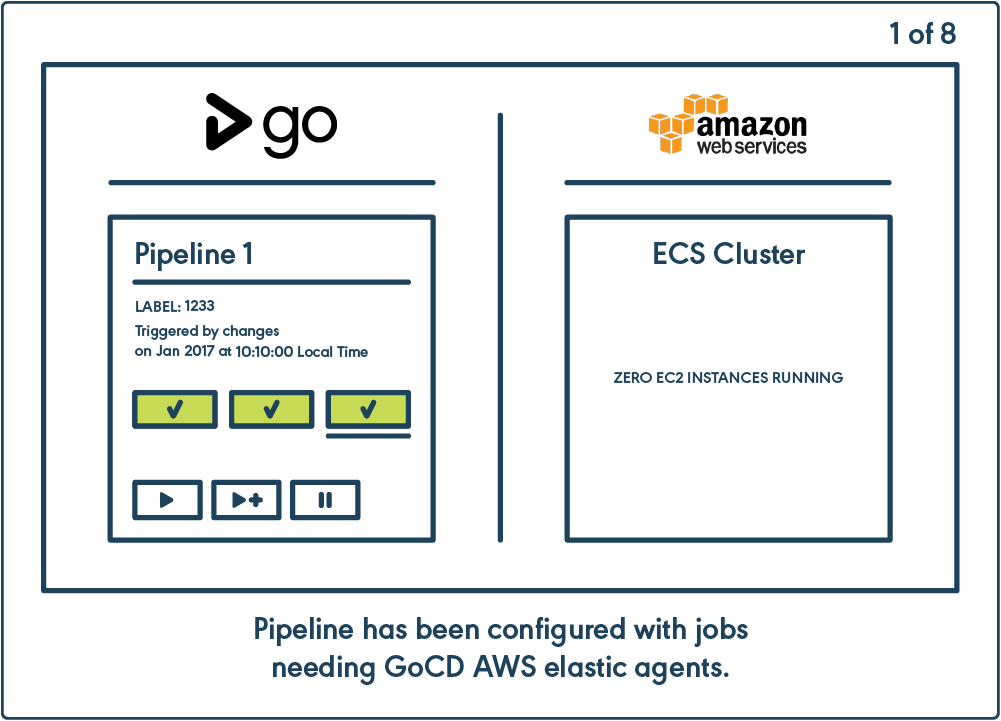 1 of 8
go
amazon
web services
Pipeline 1
LABEL: 1233
Triggered by changes
on Jan 2017 at 10:10:00 Local Time
ECS Cluster
ZERO EC2 INSTANCES RUNNING
Pipeline has been configured with jobs
needing GoCD AWS elastic agents.